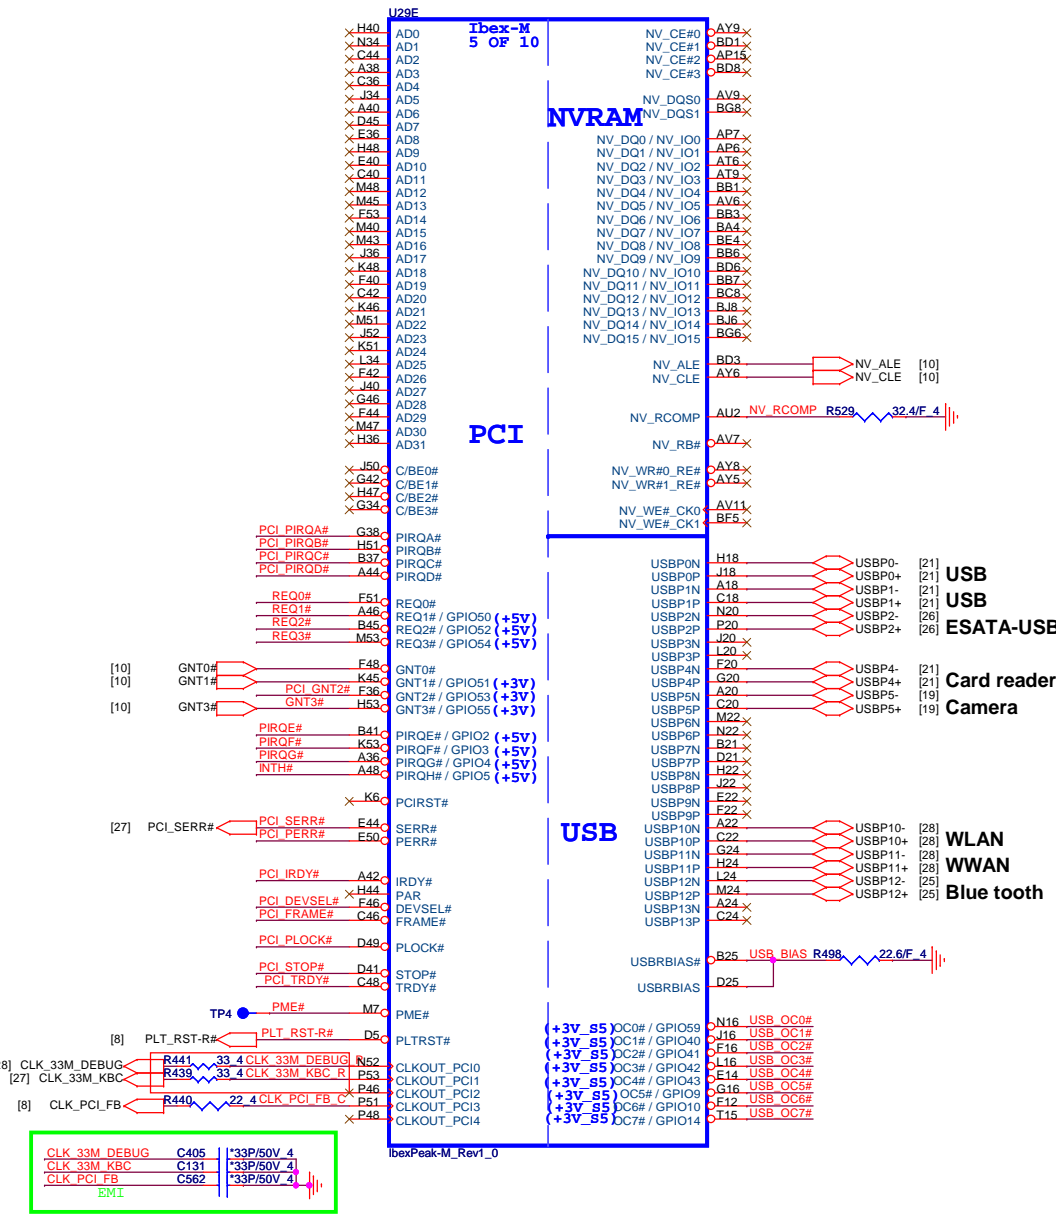 U29E
Ibex-M
5 OF 10
H40 AD0
N34 AD1
C44 AD2
A38 AD3
C36 AD4
J34 AD5
A40 AD6
D45 AD7
E36 AD8
H48 AD9
E40 AD10
C40 AD11
M48 AD12
M45 AD13
F53 AD14
M40 AD15
M43 AD16
J36 AD17
K48 AD18
F40 AD19
C42 AD20
K46 AD21
M51 AD22
J52 AD23
K51 AD24
L34 AD25
F42 AD26
J40 AD27
G46 AD28
F44 AD29
M47 AD30
H36 AD31
PCI
J50 C/BE0#
G42 C/BE1#
H47 C/BE2#
G34 C/BE3#
PCI_PIRQA# G38 PIRQA#
PCI_PIRQB# H51 PIRQB#
PCI_PIRQC# B37 PIRQC#
PCI_PIRQD# A44 PIRQD#
REQ0# F51 REQ0#
REQ1# A46 REQ1# / GPIO50 (+5V)
REQ2# B45 REQ2# / GPIO52 (+5V)
REQ3# M53 REQ3# / GPIO54 (+5V)
[10] GNT0# F48 GNT0#
[10] GNT1# K45 GNT1# / GPIO51 (+3V)
PCI_GNT2# F36 GNT2# / GPIO53 (+3V)
[10] GNT3# GNT3# H53 GNT3# / GPIO55 (+3V)
PIRQE# B41 PIRQE# / GPIO2 (+5V)
PIRQF# K53 PIRQF# / GPIO3 (+5V)
PIRQG# A36 PIRQG# / GPIO4 (+5V)
INTH# A48 PIRQH# / GPIO5 (+5V)
K6 PCIRST#
[27] PCI_SERR# PCI_SERR# E44 SERR#
PCI_PERR# E50 PERR#
PCI_IRDY# A42 IRDY#
H44 PAR
PCI_DEVSEL# F46 DEVSEL#
PCI_FRAME# C46 FRAME#
PCI_PLOCK# D49 PLOCK#
PCI_STOP# D41 STOP#
PCI_TRDY# C48 TRDY#
TP4 PME# M7 PME#
[8] PLT_RST-R# PLT_RST-R# D5 PLTRST#
8] CLK_33M_DEBUG R441 33_4 CLK_33M_DEBUG_R N52 CLKOUT_PCI0
[27] CLK_33M_KBC R439 33_4 CLK_33M_KBC_R P53 CLKOUT_PCI1
P46 CLKOUT_PCI2
[8] CLK_PCI_FB R440 22_4 CLK_PCI_FB_C P51 CLKOUT_PCI3
P48 CLKOUT_PCI4
NV_CE#0 AY9
NV_CE#1 BD1
NV_CE#2 AP15
NV_CE#3 BD8
NV_DQS0 AV9
NV_DQS1 BG8
NVRAM
NV_DQ0 / NV_IO0 AP7
NV_DQ1 / NV_IO1 AP6
NV_DQ2 / NV_IO2 AT6
NV_DQ3 / NV_IO3 AT9
NV_DQ4 / NV_IO4 BB1
NV_DQ5 / NV_IO5 AV6
NV_DQ6 / NV_IO6 BB3
NV_DQ7 / NV_IO7 BA4
NV_DQ8 / NV_IO8 BE4
NV_DQ9 / NV_IO9 BB6
NV_DQ10 / NV_IO10 BD6
NV_DQ11 / NV_IO11 BB7
NV_DQ12 / NV_IO12 BC8
NV_DQ13 / NV_IO13 BJ8
NV_DQ14 / NV_IO14 BJ6
NV_DQ15 / NV_IO15 BG6
NV_ALE BD3 NV_ALE [10]
NV_CLE AY6 NV_CLE [10]
NV_RCOMP AU2 NV_RCOMP R529 32.4/F_4
NV_RB# AV7
NV_WR#0_RE# AY8
NV_WR#1_RE# AY5
NV_WE#_CK0 AV11
NV_WE#_CK1 BF5
USBP0N H18 USBP0- [21]
USBP0P J18 USBP0+ [21] USB
USBP1N A18 USBP1- [21]
USBP1P C18 USBP1+ [21] USB
USBP2N N20 USBP2- [26]
USBP2P P20 USBP2+ [26] ESATA-USB
USBP3N J20
USBP3P L20
USBP4N F20 USBP4- [21]
USBP4P G20 USBP4+ [21] Card reader
USBP5N A20 USBP5- [19]
USBP5P C20 USBP5+ [19] Camera
USBP6N M22
USBP6P N22
USBP7N B21
USBP7P D21
USBP8N H22
USBP8P J22
USBP9N E22
USBP9P F22
USB
USBP10N A22 USBP10- [28]
USBP10P C22 USBP10+ [28] WLAN
USBP11N G24 USBP11- [28]
USBP11P H24 USBP11+ [28] WWAN
USBP12N L24 USBP12- [25]
USBP12P M24 USBP12+ [25] Blue tooth
USBP13N A24
USBP13P C24
USBRBIAS# B25 USB_BIAS R498 22.6/F_4
USBRBIAS D25
(+3V_S5) OC0# / GPIO59 N16 USB_OC0#
(+3V_S5) OC1# / GPIO40 J16 USB_OC1#
(+3V_S5) OC2# / GPIO41 F16 USB_OC2#
(+3V_S5) OC3# / GPIO42 L16 USB_OC3#
(+3V_S5) OC4# / GPIO43 E14 USB_OC4#
(+3V_S5) OC5# / GPIO9 G16 USB_OC5#
(+3V_S5) OC6# / GPIO10 F12 USB_OC6#
(+3V_S5) OC7# / GPIO14 T15 USB_OC7#
IbexPeak-M_Rev1_0
CLK_33M_DEBUG C405 *33P/50V_4
CLK_33M_KBC C131 *33P/50V_4
CLK_PCI_FB C562 *33P/50V_4
EMI